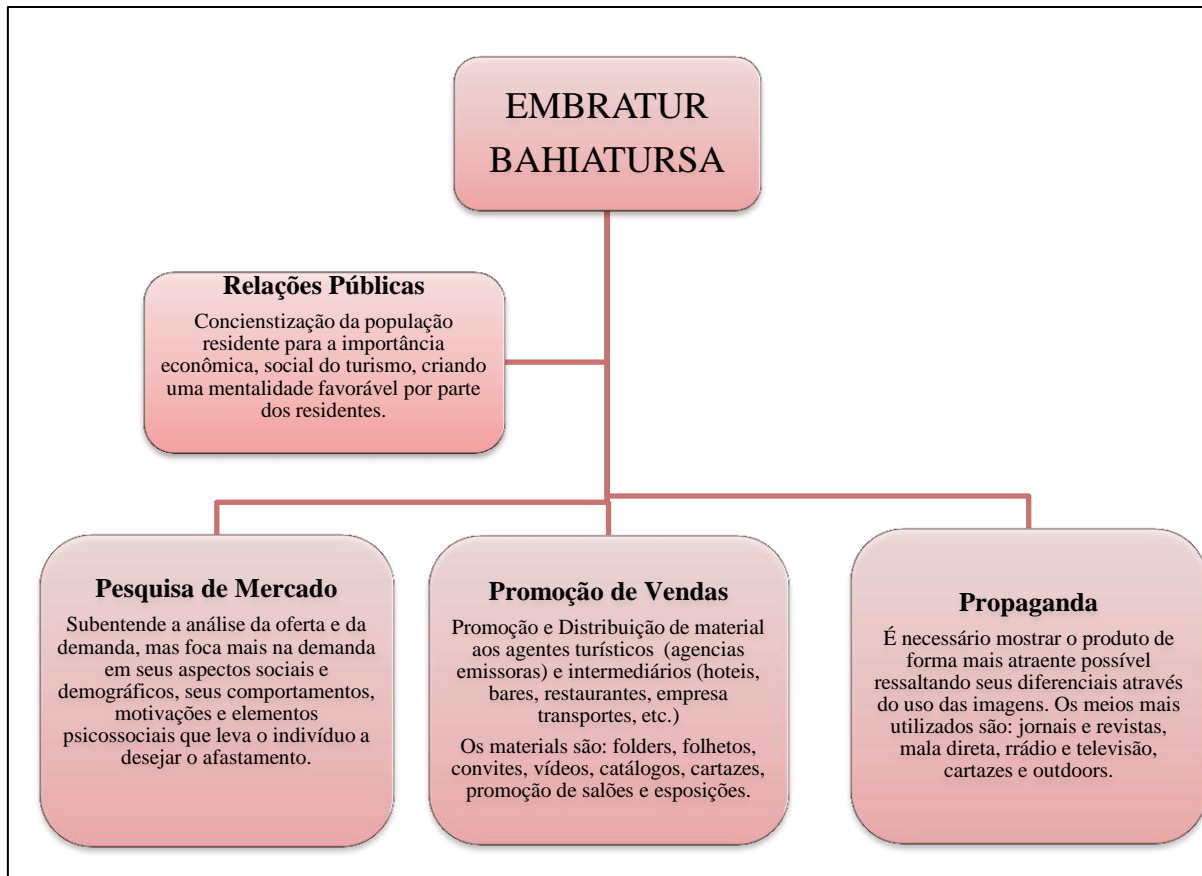 EMBRATUR
BAHIATURSA
Relações Públicas
Concienstização da população
residente para a importância
econômica, social do turismo, criando
uma mentalidade favorável por parte
dos residentes.
Pesquisa de Mercado
Subentende a análise da oferta e da
demanda, mas foca mais na demanda
em seus aspectos sociais e
demográficos, seus comportamentos,
motivações e elementos
psicossociais que leva o indivíduo a
desejar o afastamento.
Promoção de Vendas
Promoção e Distribuição de material
aos agentes turísticos (agencias
emissoras) e intermediários (hoteis,
bares, restaurantes, empresa
transportes, etc.)
Os materials são: folders, folhetos,
convites, vídeos, catálogos, cartazes,
promoção de salões e esposições.
Propaganda
É necessário mostrar o produto de
forma mais atraente possível
ressaltando seus diferenciais através
do uso das imagens. Os meios mais
utilizados são: jornais e revistas,
mala direta, rrádio e televisão,
cartazes e outdoors.